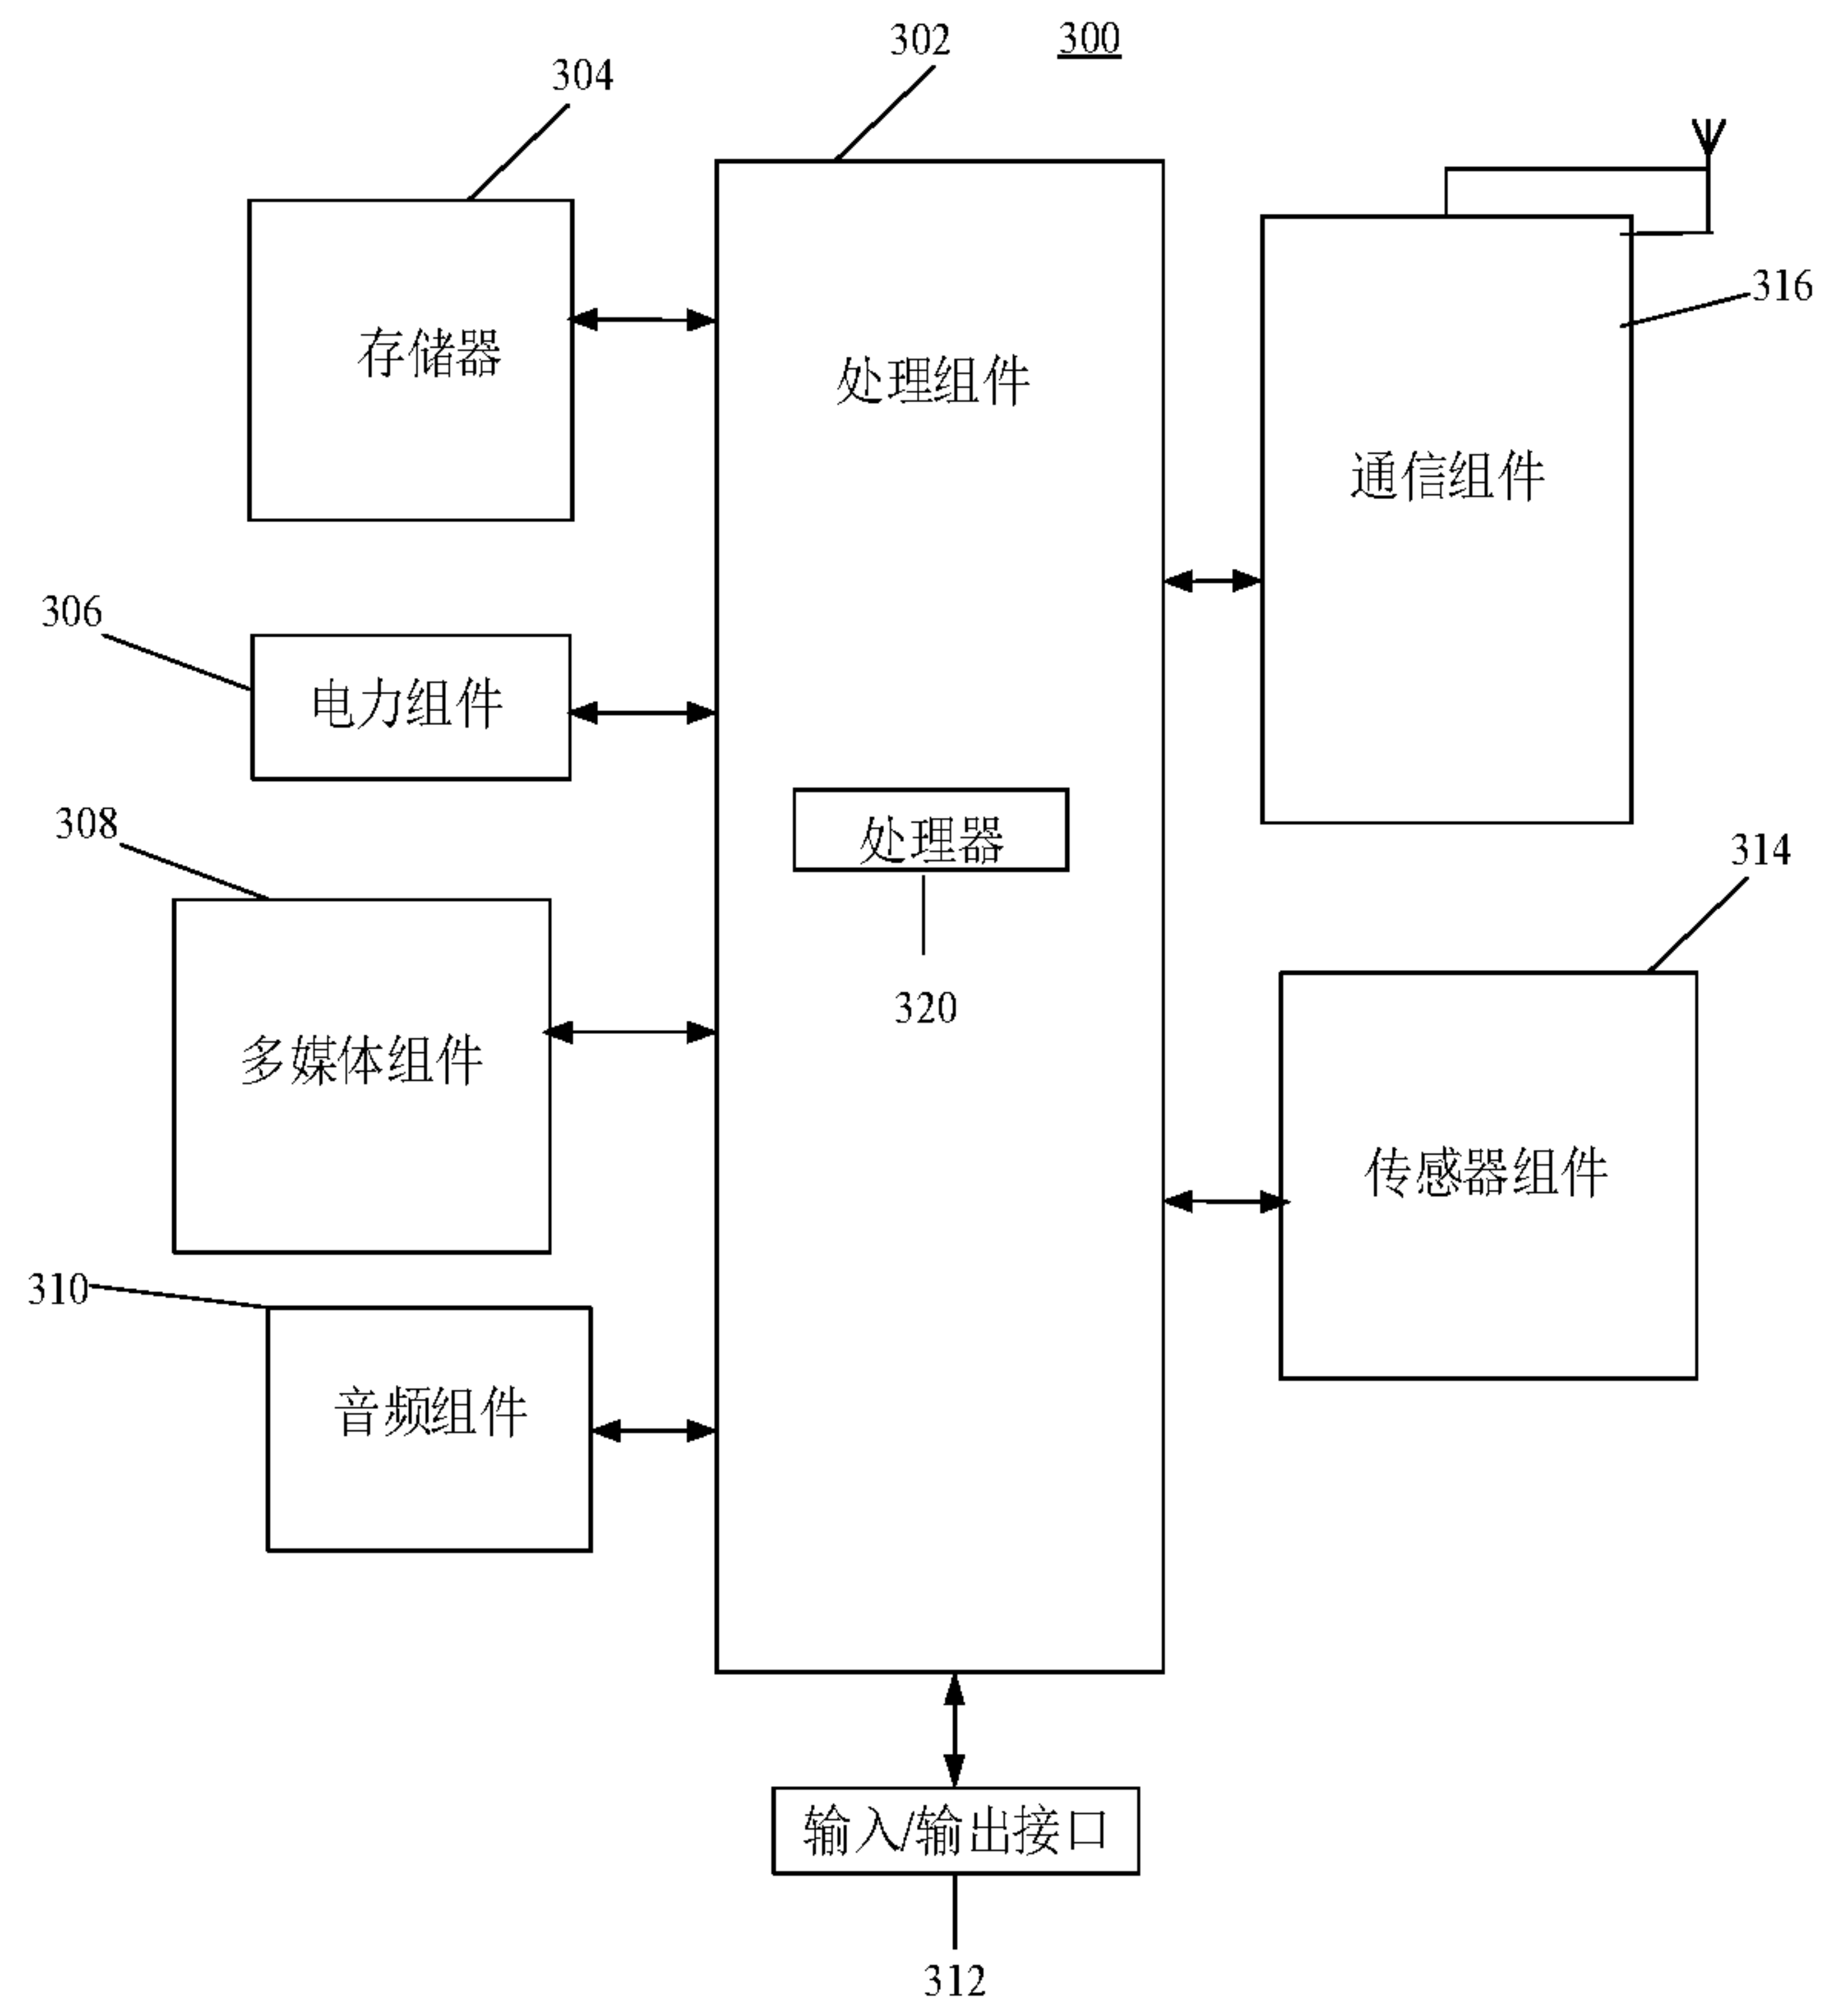 302
300
304
316
存储器
处理组件
通信组件
306
电力组件
308
处理器
314
320
多媒体组件
传感器组件
310
音频组件
输入/输出接口
312